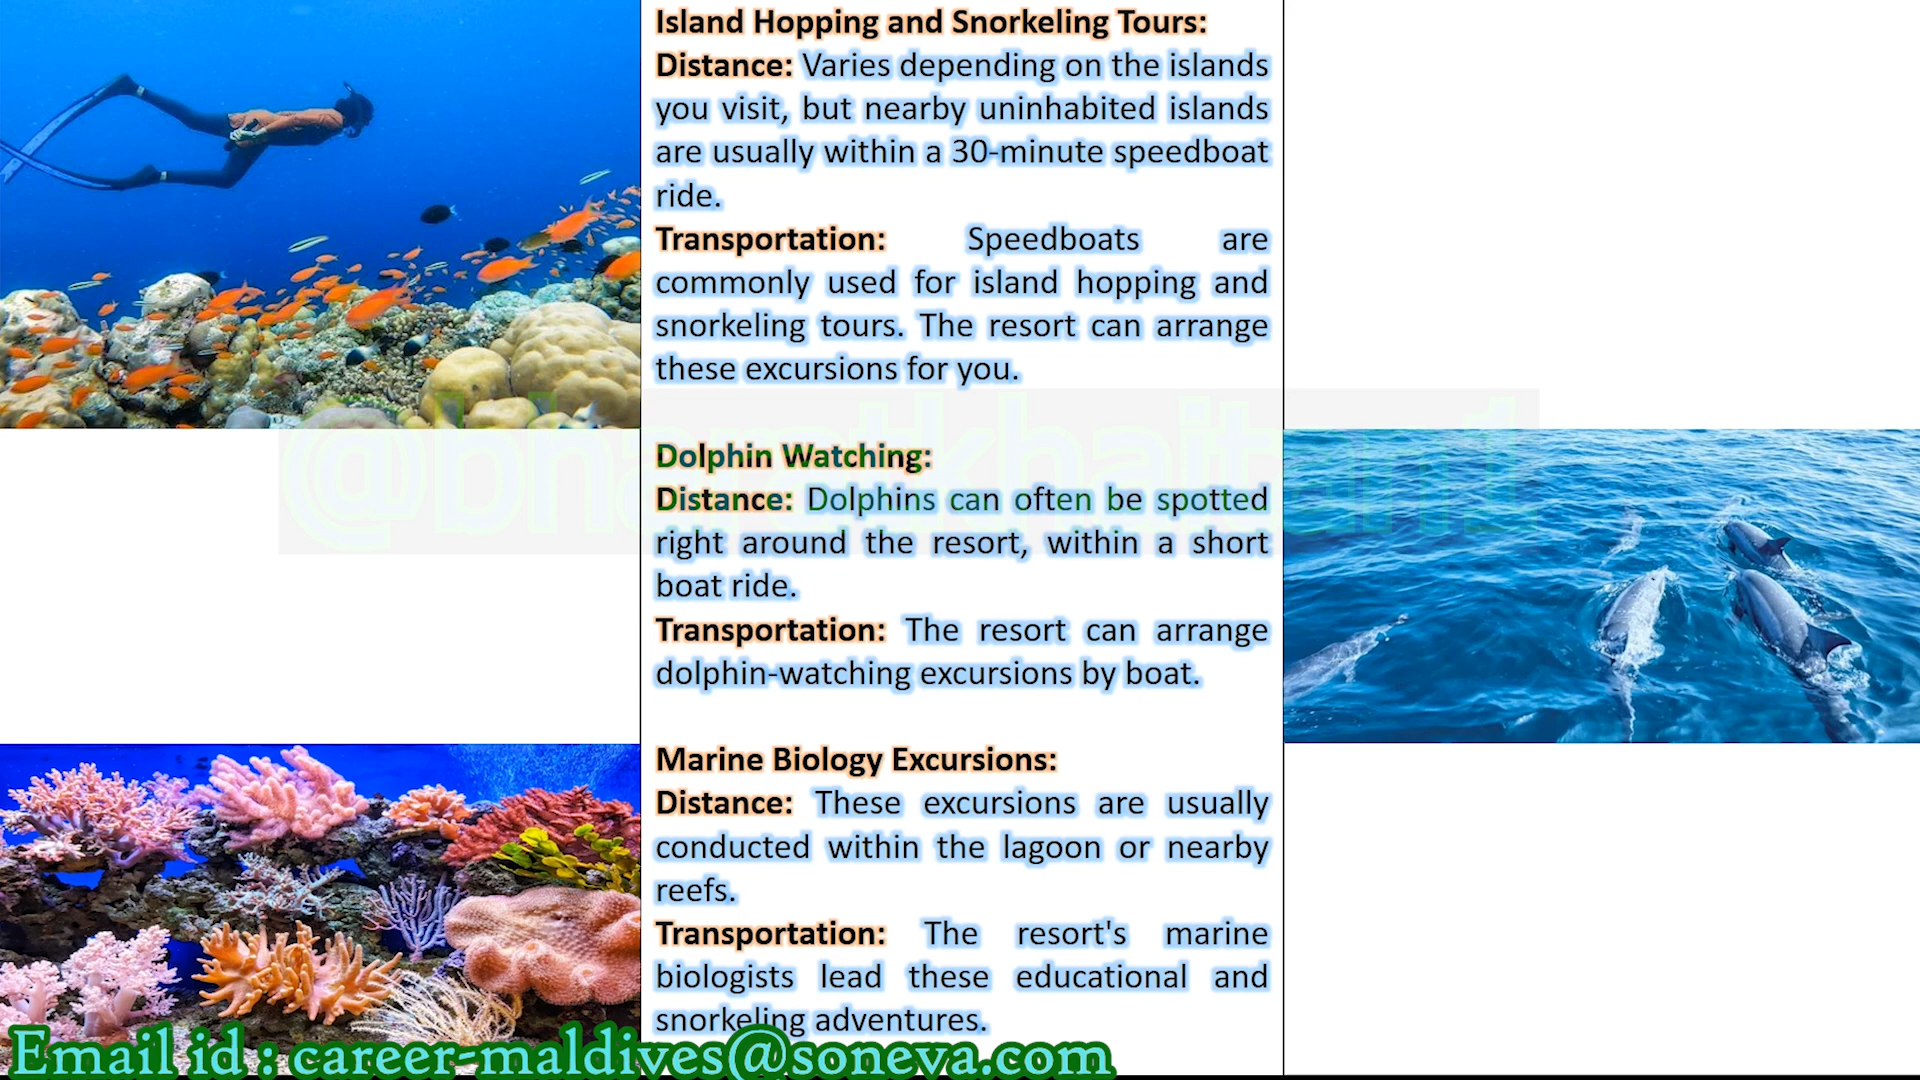 Island Hopping and Snorkeling Tours:
Distance: Varies depending on the islands
you visit, but nearby uninhabited islands
are usually within a 30-minute speedboat
ride.
Transportation: Speedboats are
commonly used for island hopping and
snorkeling tours. The resort can arrange
these excursions for you.
@bharatkhaitan1
Dolphin Watching:
Distance: Dolphins can often be spotted
right around the resort, within a short
boat ride.
Transportation: The resort can arrange
dolphin-watching excursions by boat.
Marine Biology Excursions:
Distance: These excursions are usually
conducted within the lagoon or nearby
reefs.
Transportation: The resort's marine
biologists lead these educational and
snorkeling adventures.
Email id : career-maldives@soneva.com